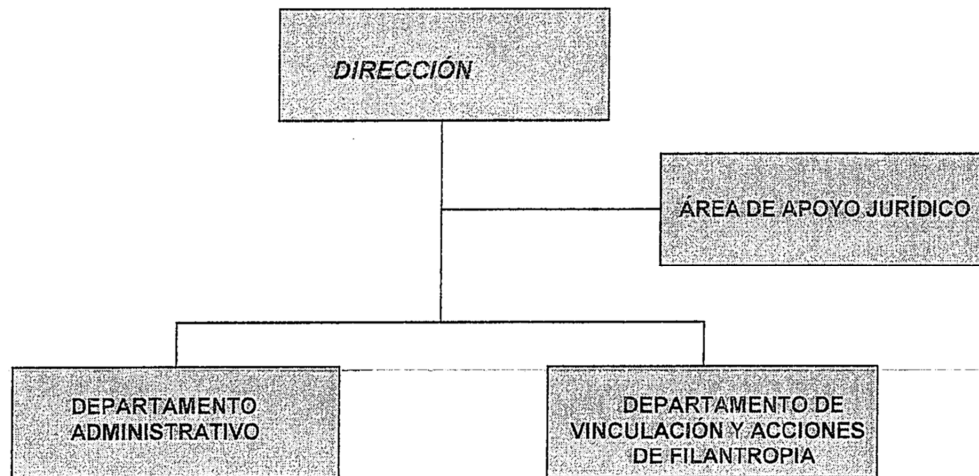 DIRECCIÓN
ÁREA DE APOYO JURÍDICO
DEPARTAMENTO
ADMINISTRATIVO
DEPARTAMENTO DE
VINCULACIÓN Y ACCIONES
DE FILANTROPIA